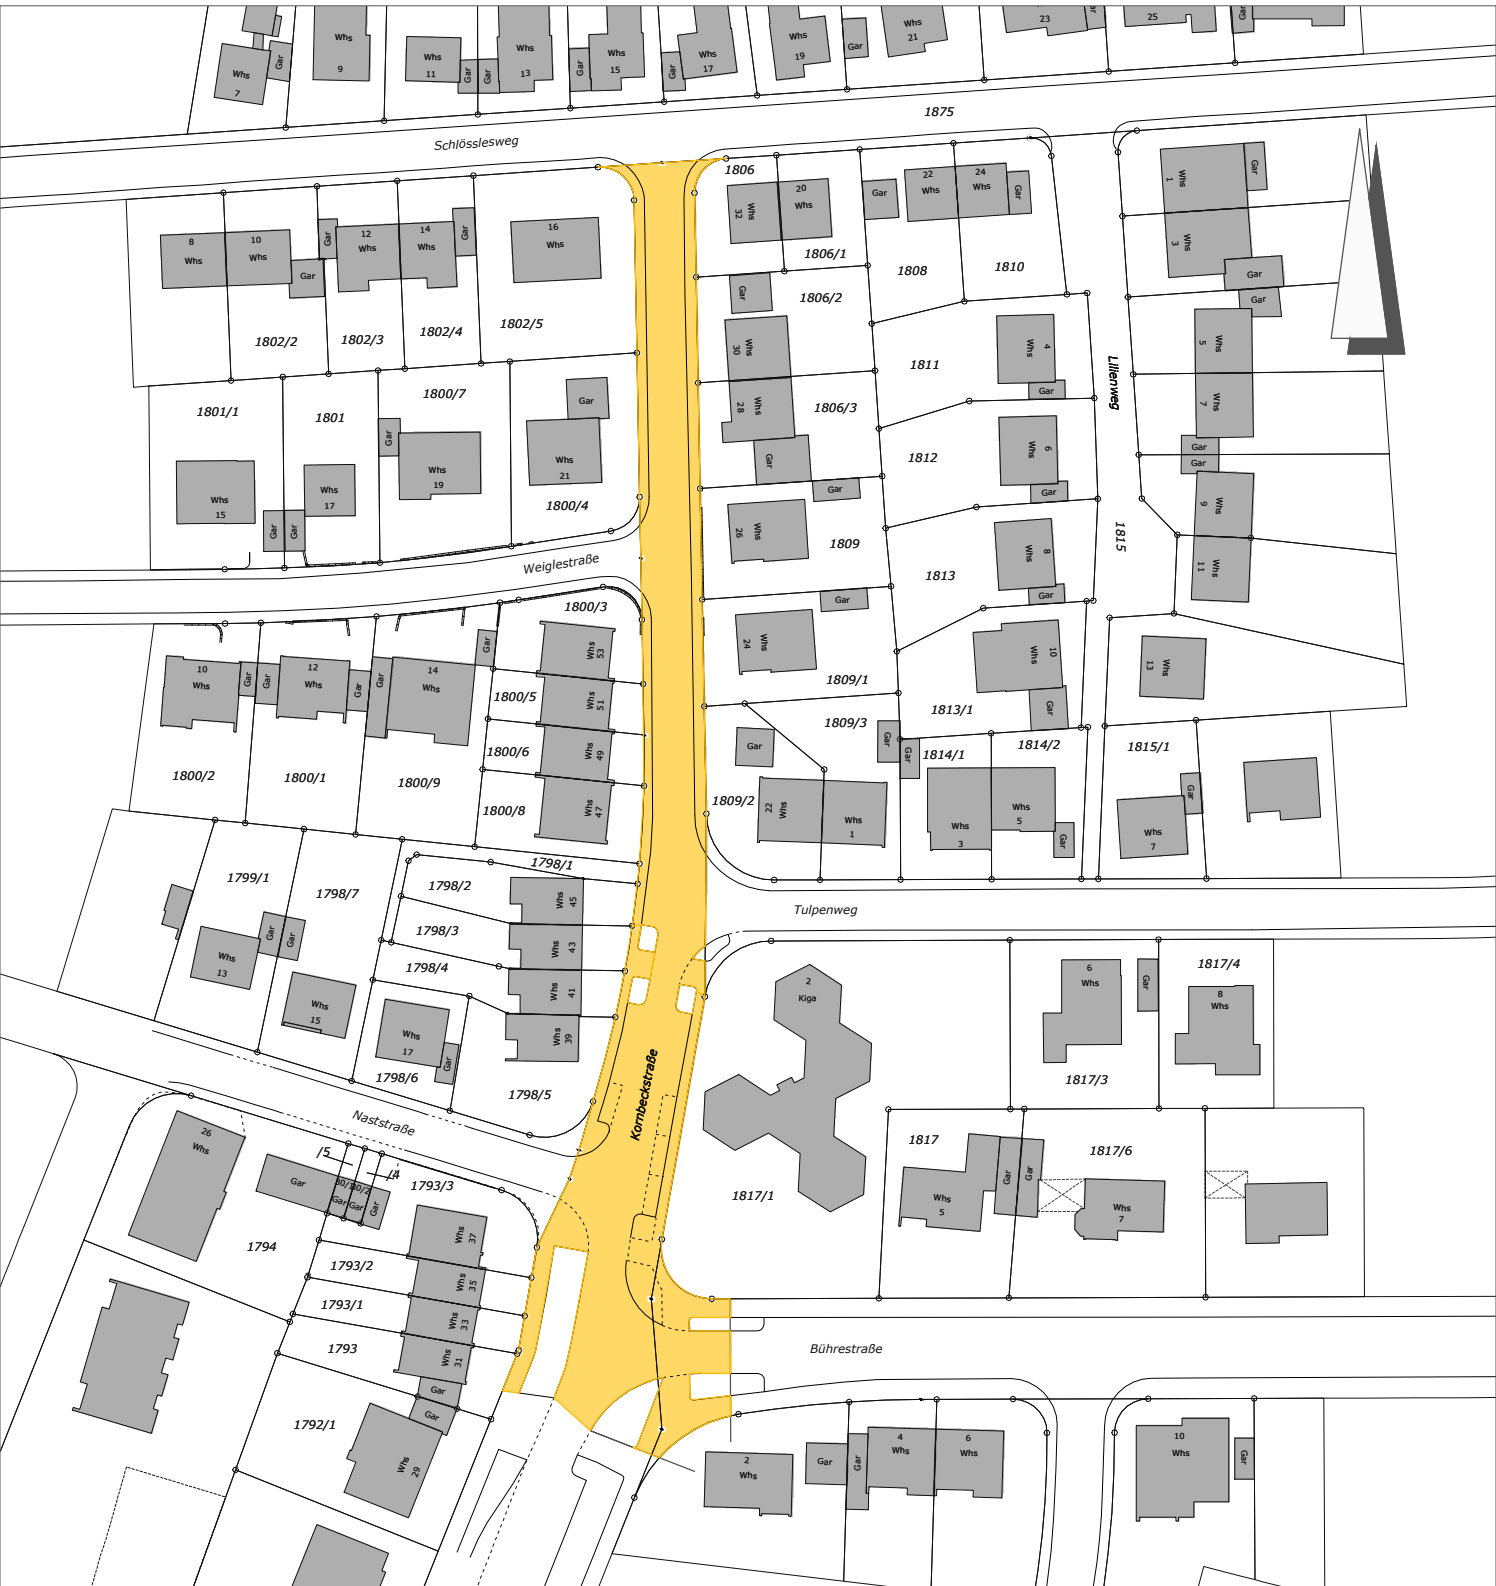 Whs
7
Gar
Whs
9
Whs
11
Gar
Gar
Whs
13
Gar
Whs
15
Gar
Whs
17
Whs
19
Gar
Whs
21
23
Gar
25
Gar
1875
Schlösslesweg
8
Whs
10
Whs
Gar
Gar
12
Whs
14
Whs
Gar
16
Whs
1802/2
1802/3
1802/4
1802/5
1806
32
Whs
20
Whs
1806/1
Gar
22
Whs
24
Whs
Gar
1808
1810
Whs
1
Gar
Whs
3
Gar
Gar
Gar
1806/2
Whs
30
1811
4
Whs
Gar
Lilienweg
Whs
5
Whs
7
1801/1
1801
1800/7
Gar
Gar
Whs
15
Gar
Gar
Whs
17
Whs
19
Whs
21
1800/4
28
Whs
1806/3
Gar
Gar
1812
6
Whs
Gar
Gar
Gar
Whs
9
Whs
11
1815
Whs
26
1809
Gar
1813
8
Whs
Gar
Weiglestraße
1800/3
10
Whs
Gar
Gar
12
Whs
Gar
Gar
14
Whs
Gar
Whs
53
1800/5
Whs
51
1800/6
Whs
49
1800/8
Whs
47
1800/2
1800/1
1800/9
Whs
24
1809/1
1809/3
1813/1
10
Whs
Gar
Whs
13
Gar
Gar
Gar
1814/1
1814/2
1815/1
1809/2
22
Whs
Whs
1
Whs
3
Whs
5
Gar
Gar
Whs
7
1798/1
1799/1
1798/7
1798/2
1798/3
1798/4
Whs
45
Whs
43
Whs
41
Whs
39
Tulpenweg
Gar
Gar
Whs
13
Whs
15
Whs
17
Gar
1798/6
1798/5
2
Kiga
6
Whs
Gar
1817/4
8
Whs
1817/3
Kornbeckstraße
Naststraße
26
Whs
/5
/4
Gar
Gar
Gar
Gar
1793/3
1794
1817/1
1817
1817/6
Whs
5
Gar
Gar
Whs
7
Whs
37
1793/2
Whs
35
1793/1
Whs
33
1793
Whs
31
Gar
Gar
1792/1
Whs
29
Bührestraße
2
Whs
Gar
Gar
4
Whs
6
Whs
10
Whs
Gar